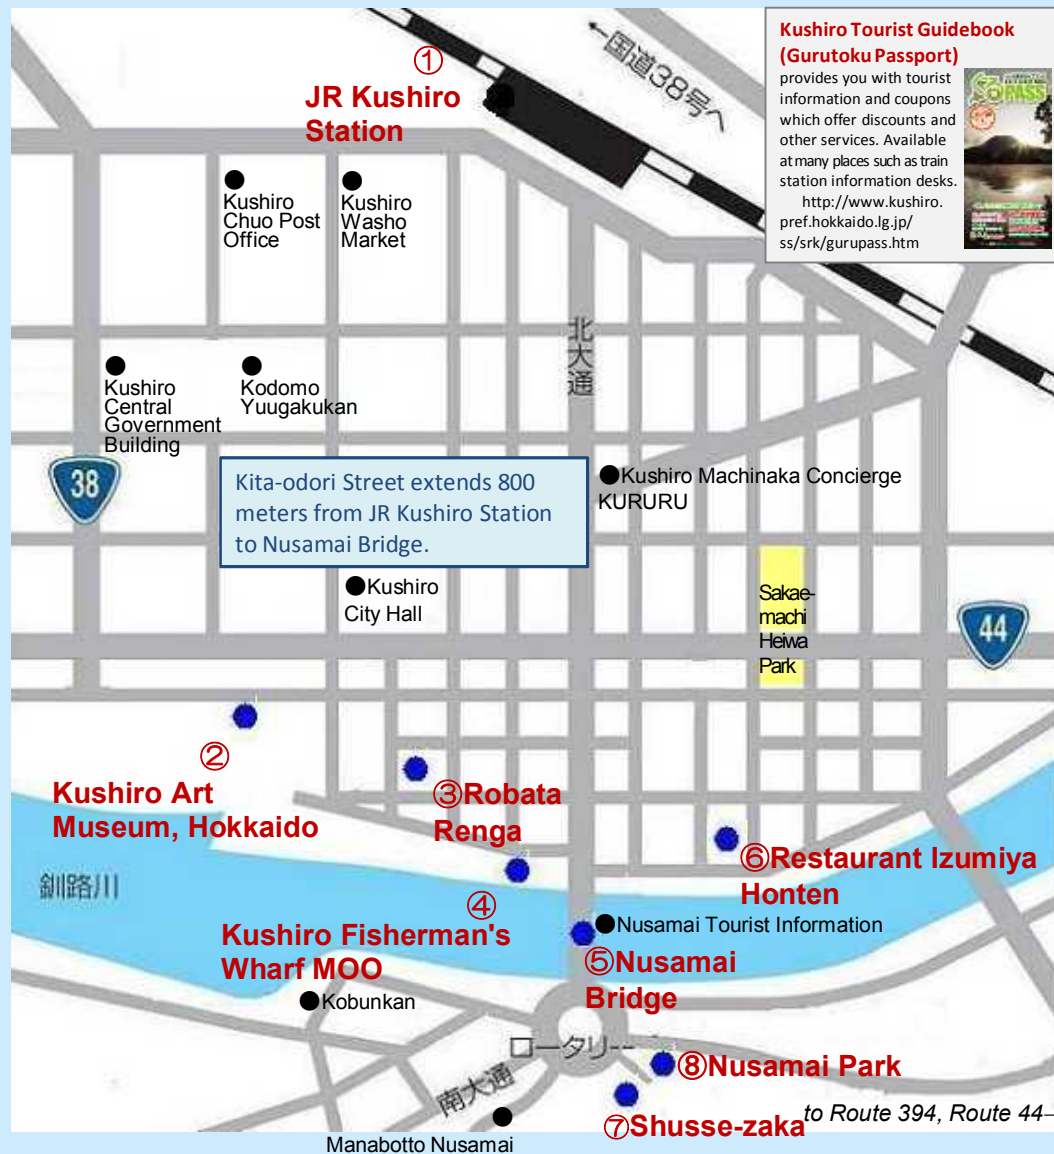 Kushiro Tourist Guidebook
(Gurutoku Passport)
provides you with tourist
information and coupons
which offer discounts and
other services. Available
at many places such as train
station information desks.
http://www.kushiro.
pref.hokkaido.lg.jp/
ss/srk/gurupass.htm
PASS
←国道38号へ
①
JR Kushiro
Station
Kushiro
Chuo Post
Office
Kushiro
Washo
Market
北大通
Kushiro
Central
Government
Building
Kodomo
Yuugakukan
38
Kita-odori Street extends 800
meters from JR Kushiro Station
to Nusamai Bridge.
Kushiro Machinaka Concierge
KURURU
Kushiro
City Hall
Sakae-
machi
Heiwa
Park
44
②
Kushiro Art
Museum, Hokkaido
③Robata
Renga
⑥Restaurant Izumiya
Honten
釧路川
④
Kushiro Fisherman's
Wharf MOO
Nusamai Tourist Information
⑤Nusamai
Bridge
Kobunkan
ロータリー
⑧Nusamai Park
南大通
⑦Shusse-zaka
to Route 394, Route 44
Manabotto Nusamai